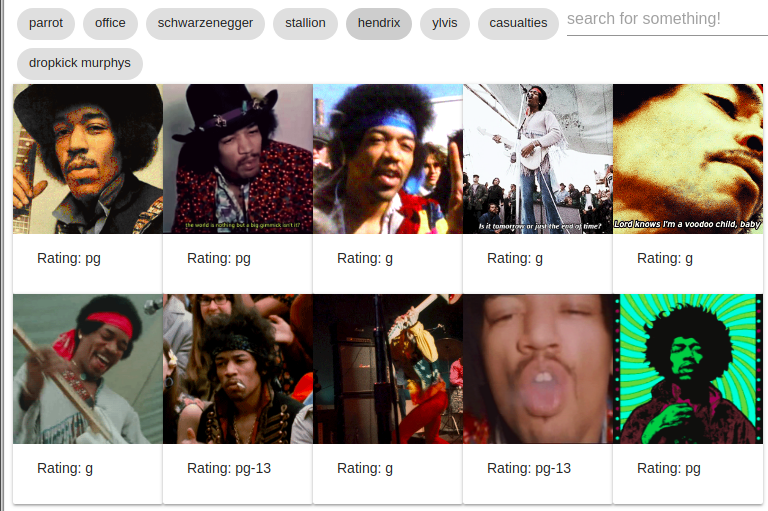 parrot office schwarzenegger stallion hendrix ylvis casualties search for something!
dropkick murphys
the world is nothing but a big gimmick isn't it?
Is it tomorrow or just the end of time?
Lord knows I'm a voodoo child, baby
Rating: pg Rating: pg Rating: g Rating: g Rating: g
Rating: g Rating: pg-13 Rating: g Rating: pg-13 Rating: pg